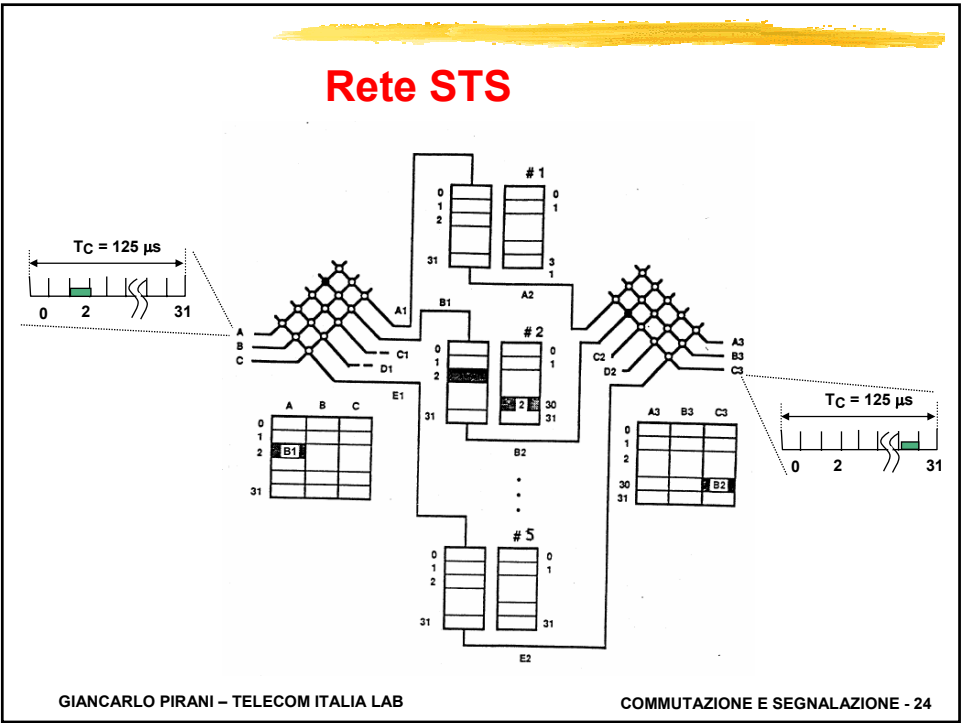 Rete STS
# 1
0
1
2
31
0
1
3
1
TC = 125 µs
0 2 31
A
B
C
A1
B1
C1
D1
E1
A2
# 2
0
1
2
31
0
1
2 30
31
B2
C2
D2
A3
B3
C3
A B C
0
1
2 B1
31
A3 B3 C3
0
1
2
30 B2
31
TC = 125 µs
0 2 31
# 5
0
1
2
31
0
1
31
E2
GIANCARLO PIRANI – TELECOM ITALIA LAB
COMMUTAZIONE E SEGNALAZIONE - 24